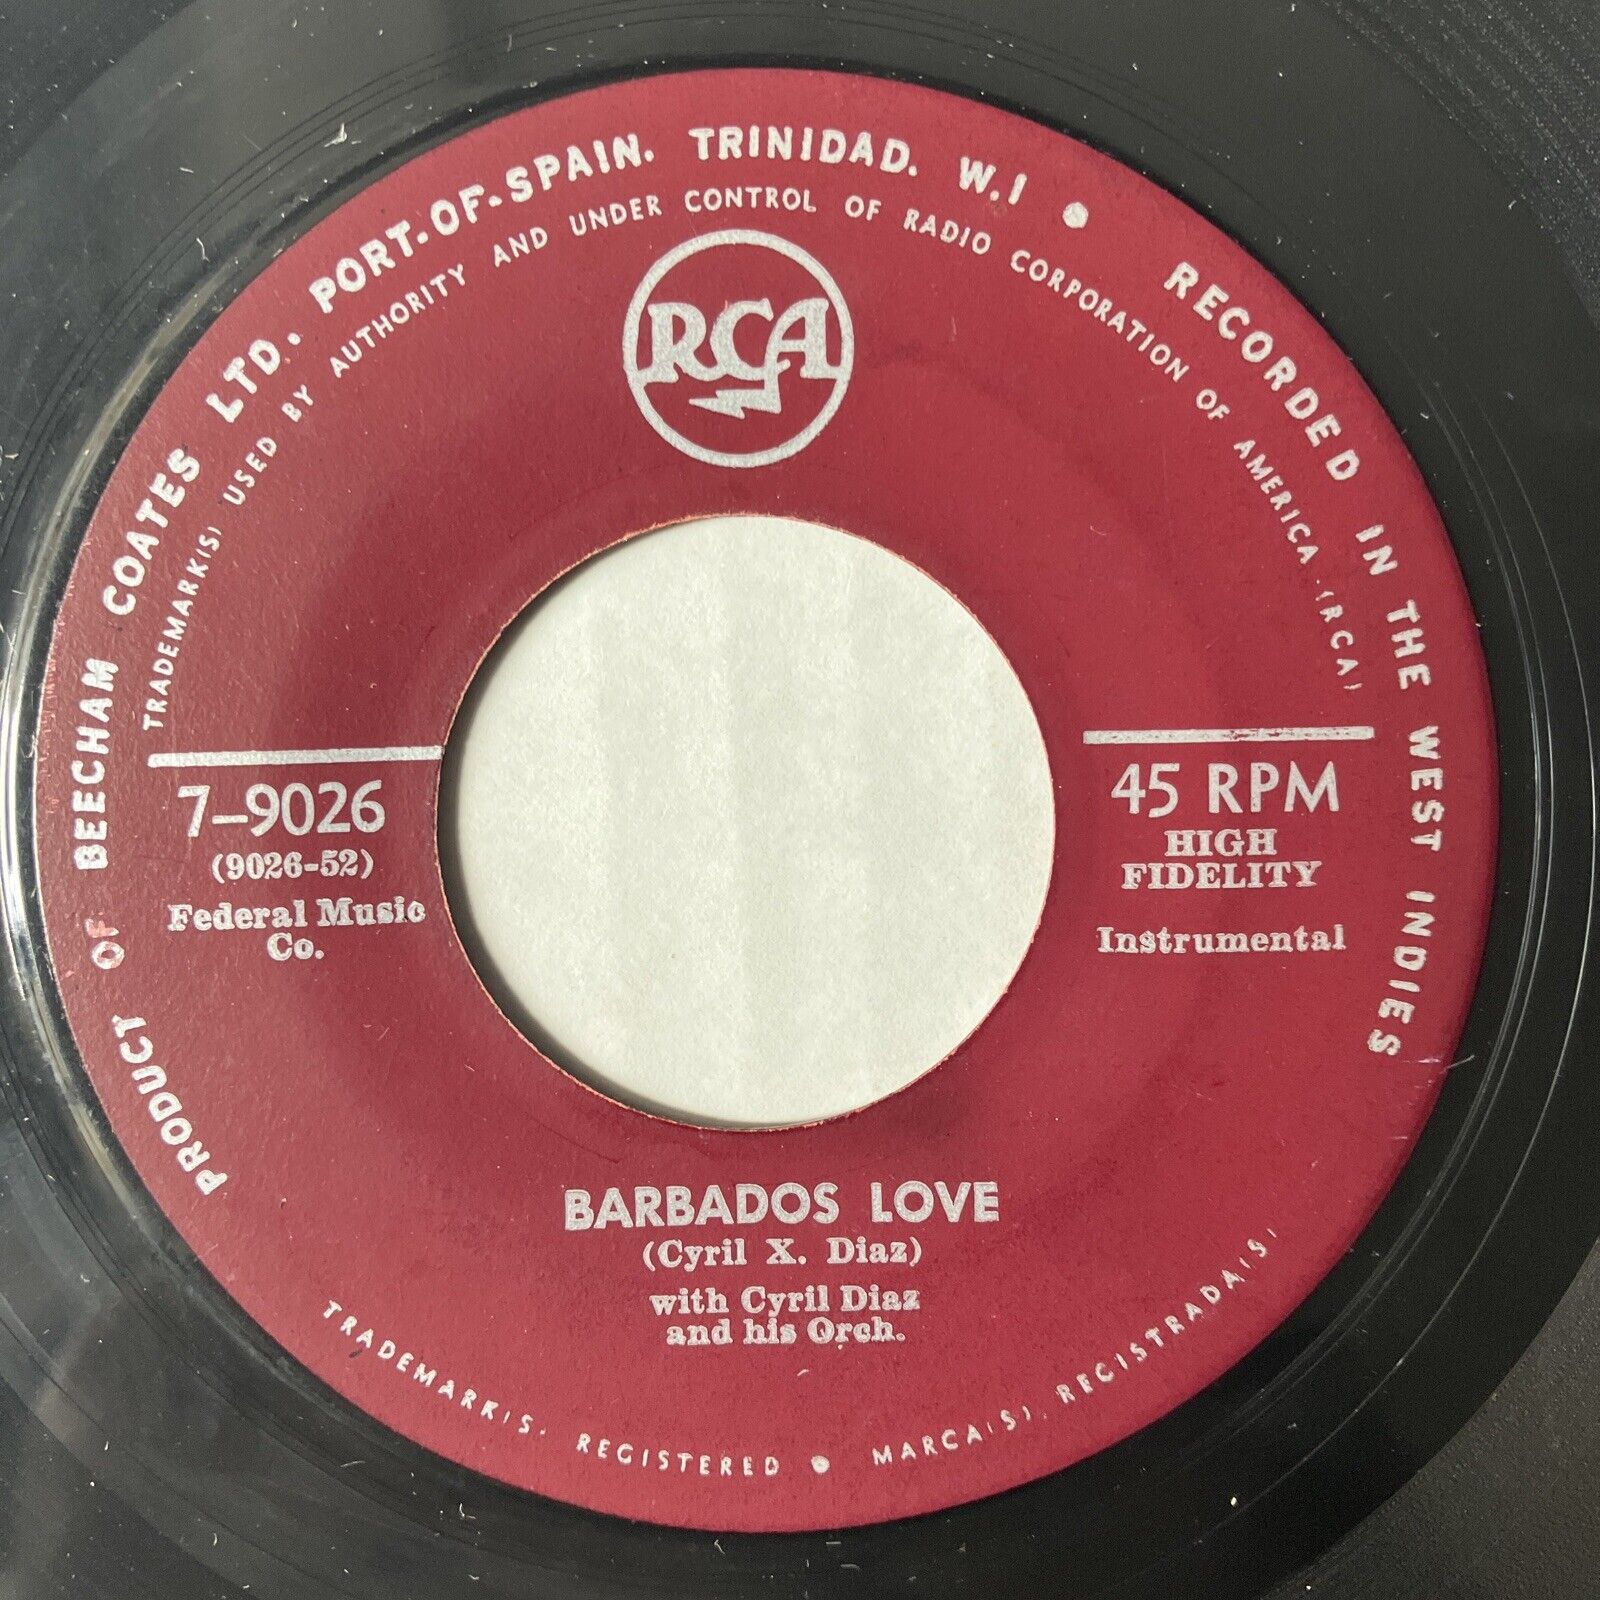 PRODUCT OF BEECHAM COATES LTD. PORT-OF-SPAIN. TRINIDAD. W.I • RECORDED IN THE WEST INDIES
TRADEMARK(S) USED BY AUTHORITY AND UNDER CONTROL OF RADIO CORPORATION OF AMERICA. (RCA)
RCA
7-9026
(9026-52)
Federal Music
Co.
45 RPM
HIGH
FIDELITY
Instrumental
BARBADOS LOVE
(Cyril X. Diaz)
with Cyril Diaz
and his Orch.
TRADEMARK(S. REGISTERED • MARCA(S). REGISTRADA(S).